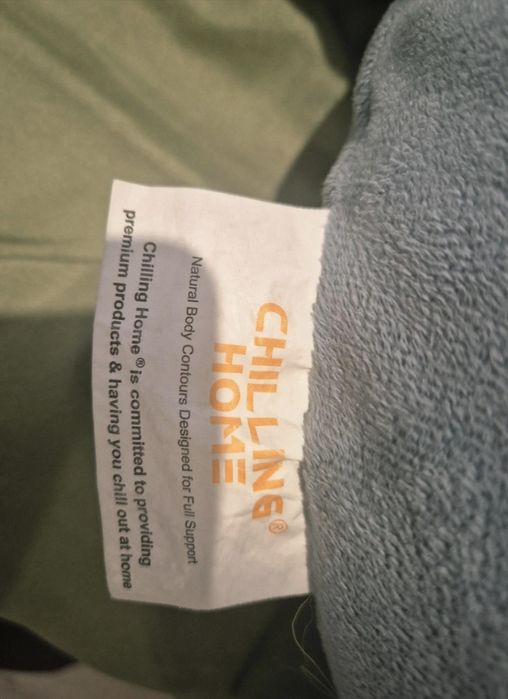 CHILLING
HOME®
Natural Body Contours Designed for Full Support
Chilling Home®is committed to providing
premium products & having you chill out at home